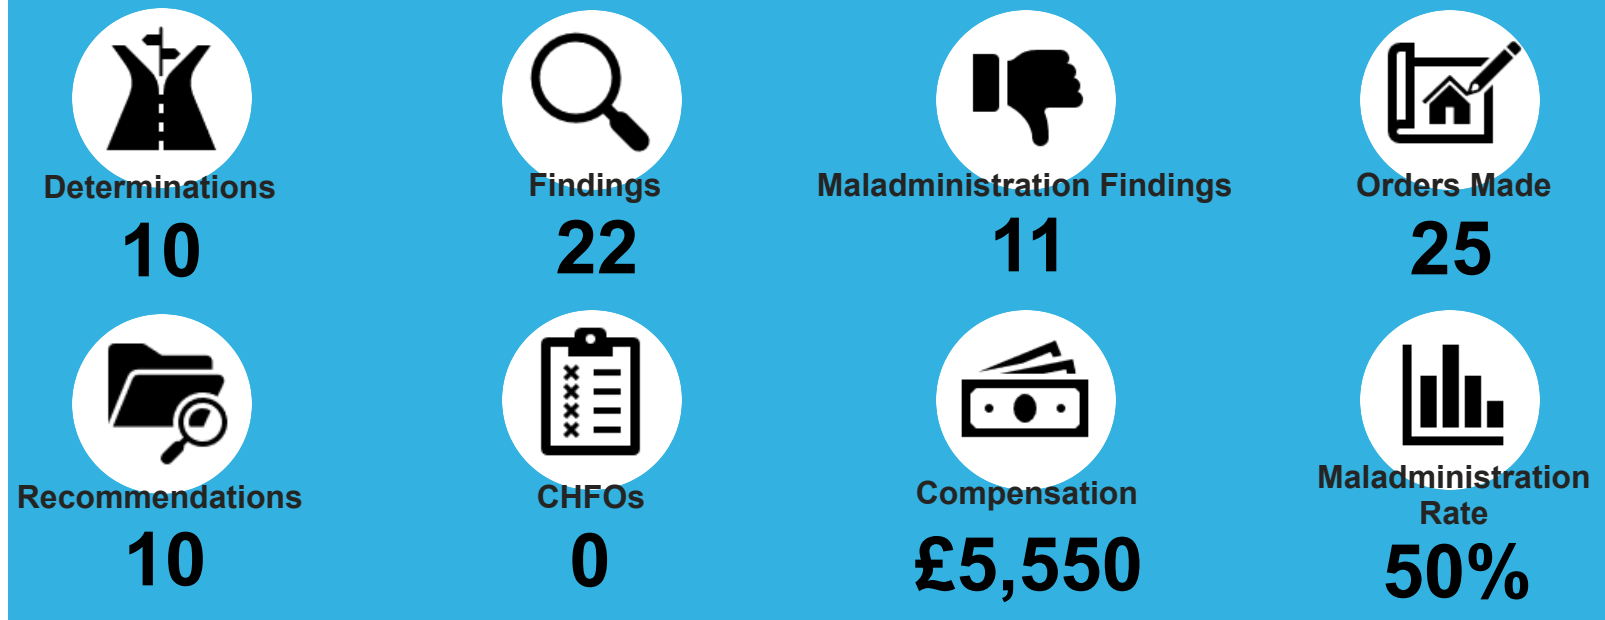 Determinations
10
Findings
22
Maladministration Findings
11
Orders Made
25
Recommendations
10
CHFOs
0
Compensation
£5,550
Maladministration
Rate
50%